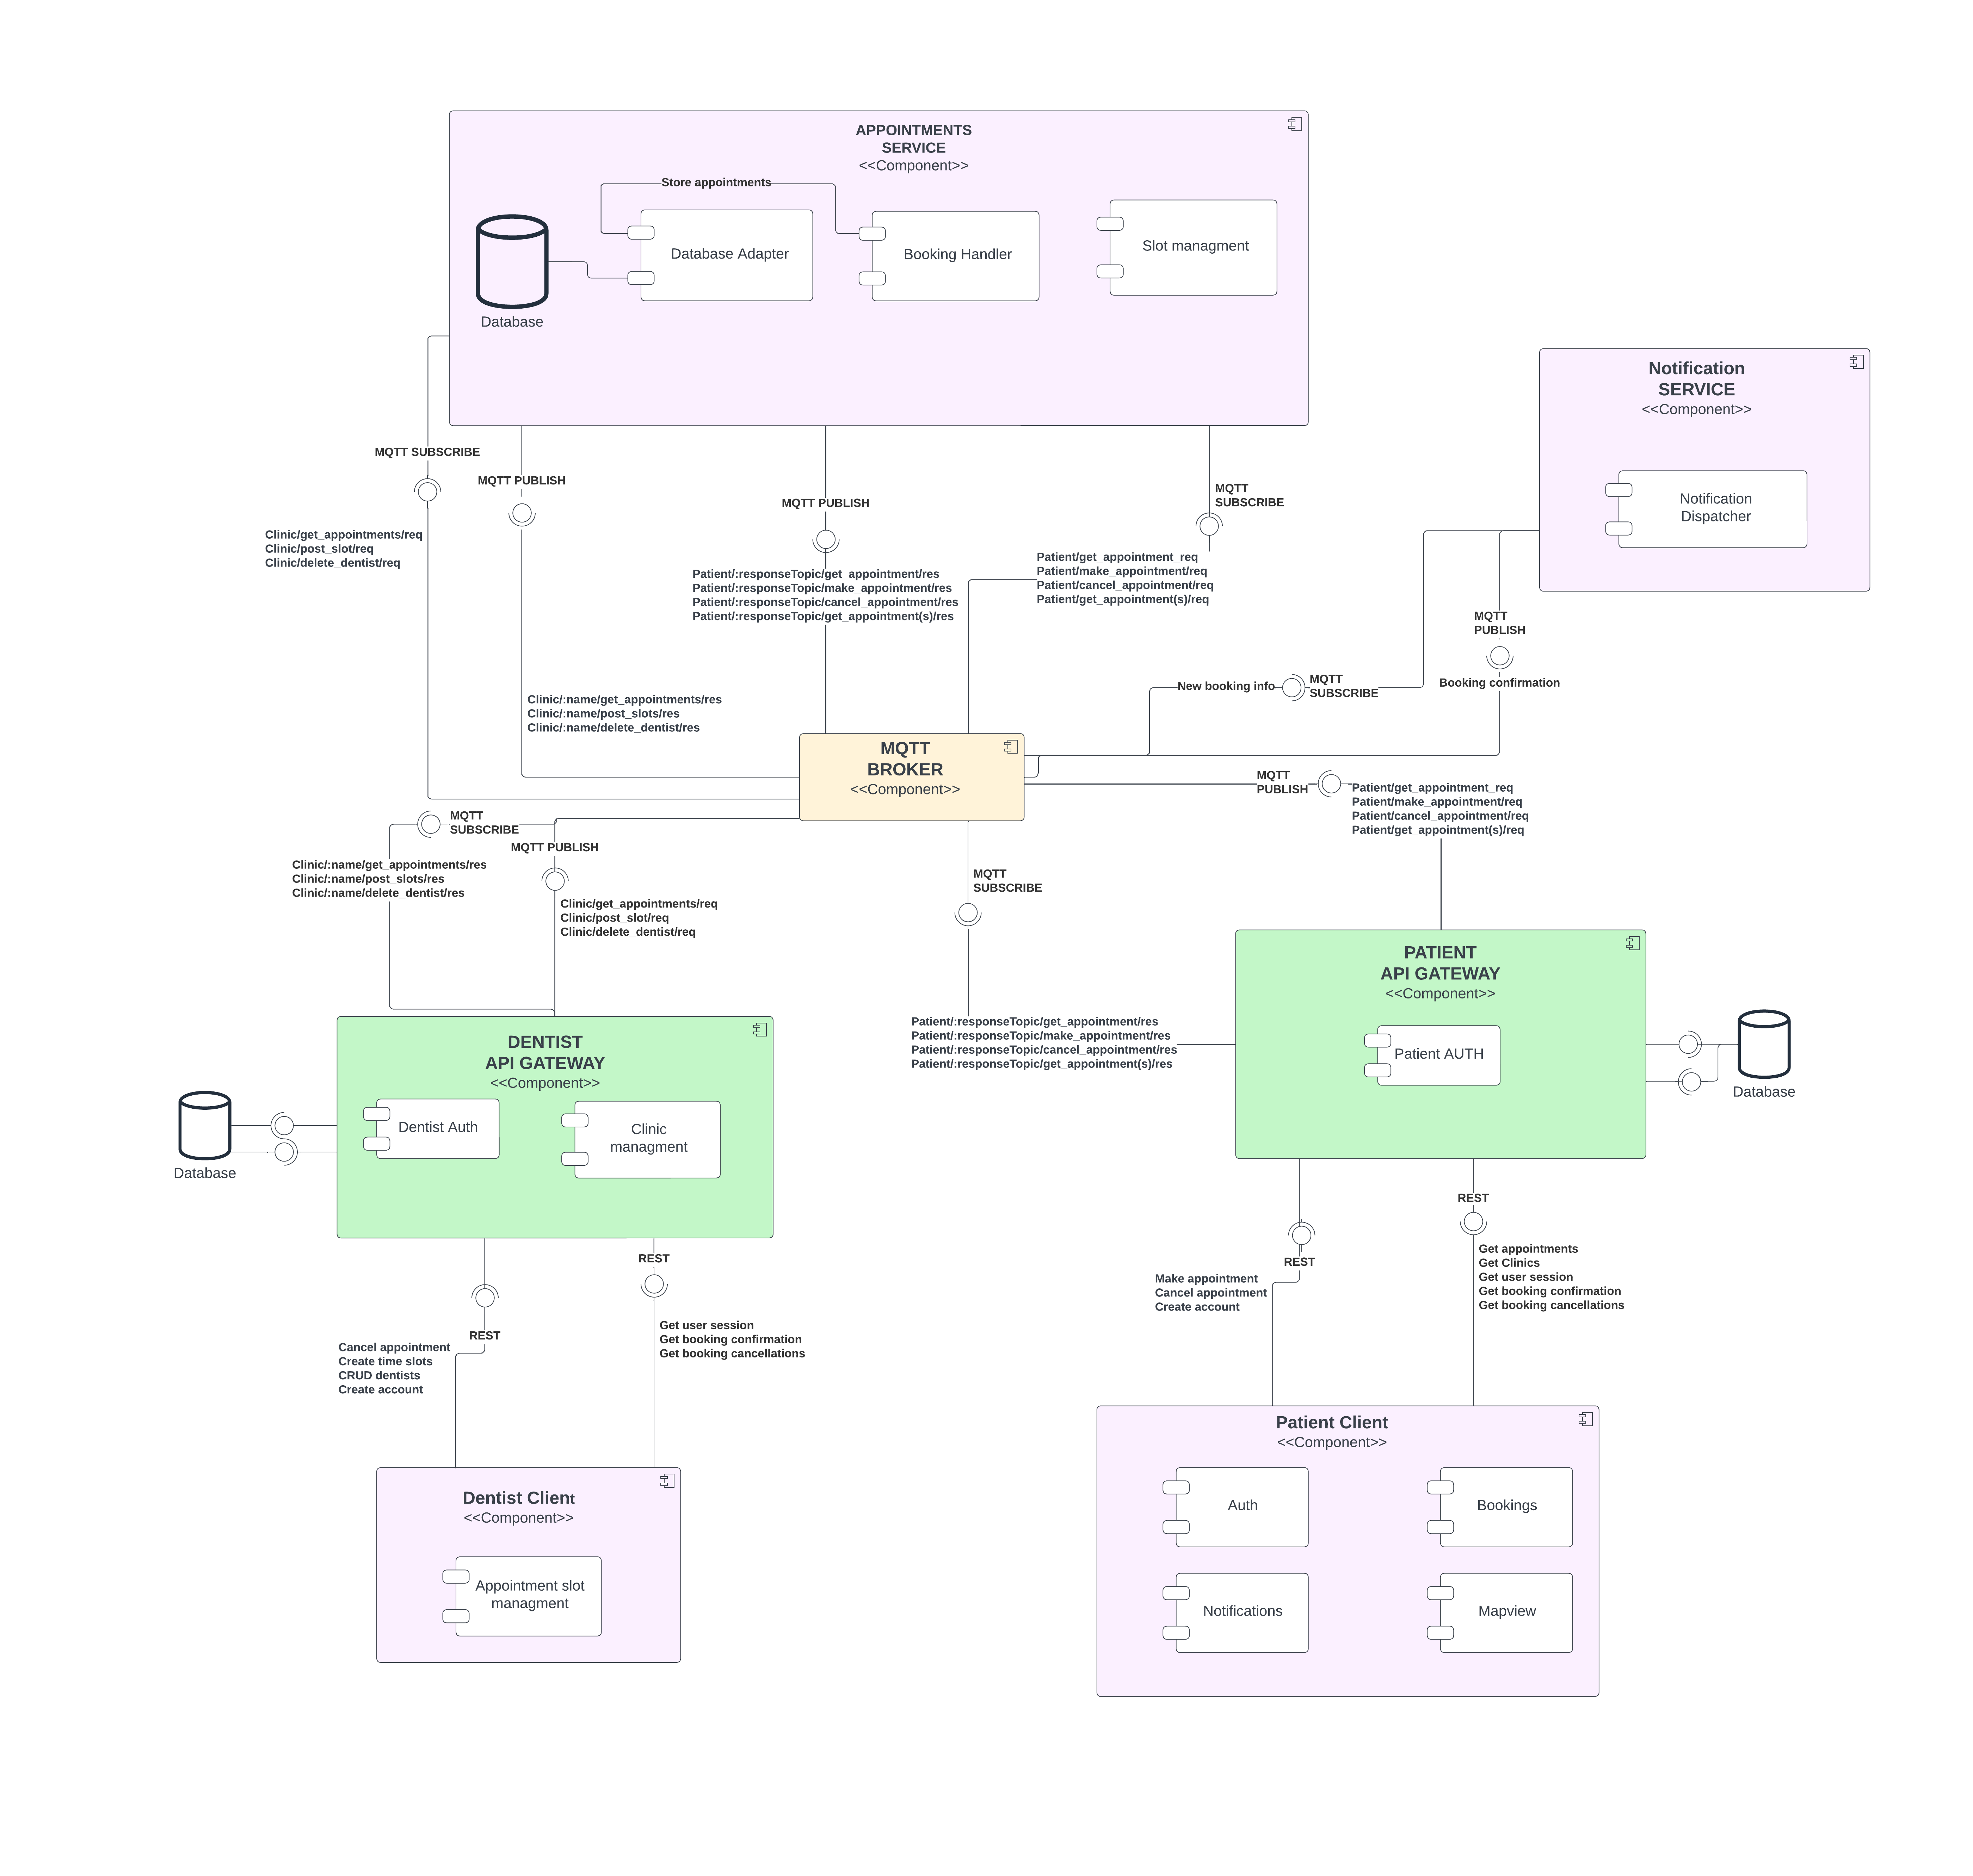 APPOINTMENTS
SERVICE
<<Component>>
Store appointments
Database Adapter
Booking Handler
Slot managment
Database
Notification
SERVICE
<<Component>>
Notification
Dispatcher
MQTT SUBSCRIBE
MQTT PUBLISH
MQTT PUBLISH
MQTT
SUBSCRIBE
Clinic/get_appointments/req
Clinic/post_slot/req
Clinic/delete_dentist/req
Patient/:responseTopic/get_appointment/res
Patient/:responseTopic/make_appointment/res
Patient/:responseTopic/cancel_appointment/res
Patient/:responseTopic/get_appointment(s)/res
Patient/get_appointment_req
Patient/make_appointment/req
Patient/cancel_appointment/req
Patient/get_appointment(s)/req
MQTT
PUBLISH
New booking info
MQTT
SUBSCRIBE
Booking confirmation
Clinic/:name/get_appointments/res
Clinic/:name/post_slots/res
Clinic/:name/delete_dentist/res
MQTT
BROKER
<<Component>>
MQTT
PUBLISH
Patient/get_appointment_req
Patient/make_appointment/req
Patient/cancel_appointment/req
Patient/get_appointment(s)/req
MQTT
SUBSCRIBE
MQTT PUBLISH
Clinic/:name/get_appointments/res
Clinic/:name/post_slots/res
Clinic/:name/delete_dentist/res
Clinic/get_appointments/req
Clinic/post_slot/req
Clinic/delete_dentist/req
MQTT
SUBSCRIBE
Patient/:responseTopic/get_appointment/res
Patient/:responseTopic/make_appointment/res
Patient/:responseTopic/cancel_appointment/res
Patient/:responseTopic/get_appointment(s)/res
PATIENT
API GATEWAY
<<Component>>
Patient AUTH
Database
DENTIST
API GATEWAY
<<Component>>
Dentist Auth
Clinic
managment
Database
REST
Get user session
Get booking confirmation
Get booking cancellations
REST
Cancel appointment
Create time slots
CRUD dentists
Create account
REST
Get appointments
Get Clinics
Get user session
Get booking confirmation
Get booking cancellations
REST
Make appointment
Cancel appointment
Create account
Dentist Client
<<Component>>
Appointment slot
managment
Patient Client
<<Component>>
Auth
Bookings
Notifications
Mapview